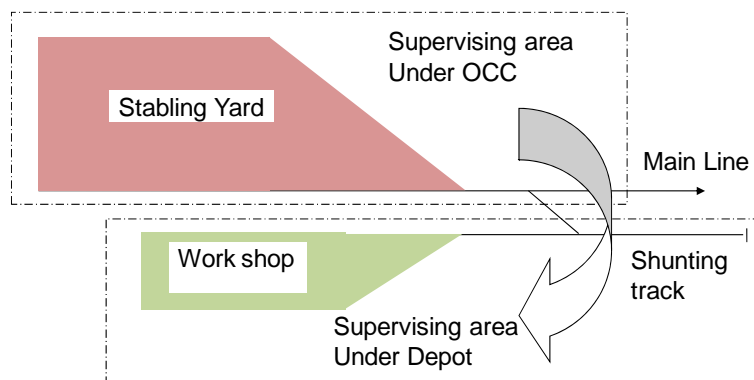 Supervising area
Under OCC
Stabling Yard
Main Line
Work shop
Shunting
track
Supervising area
Under Depot